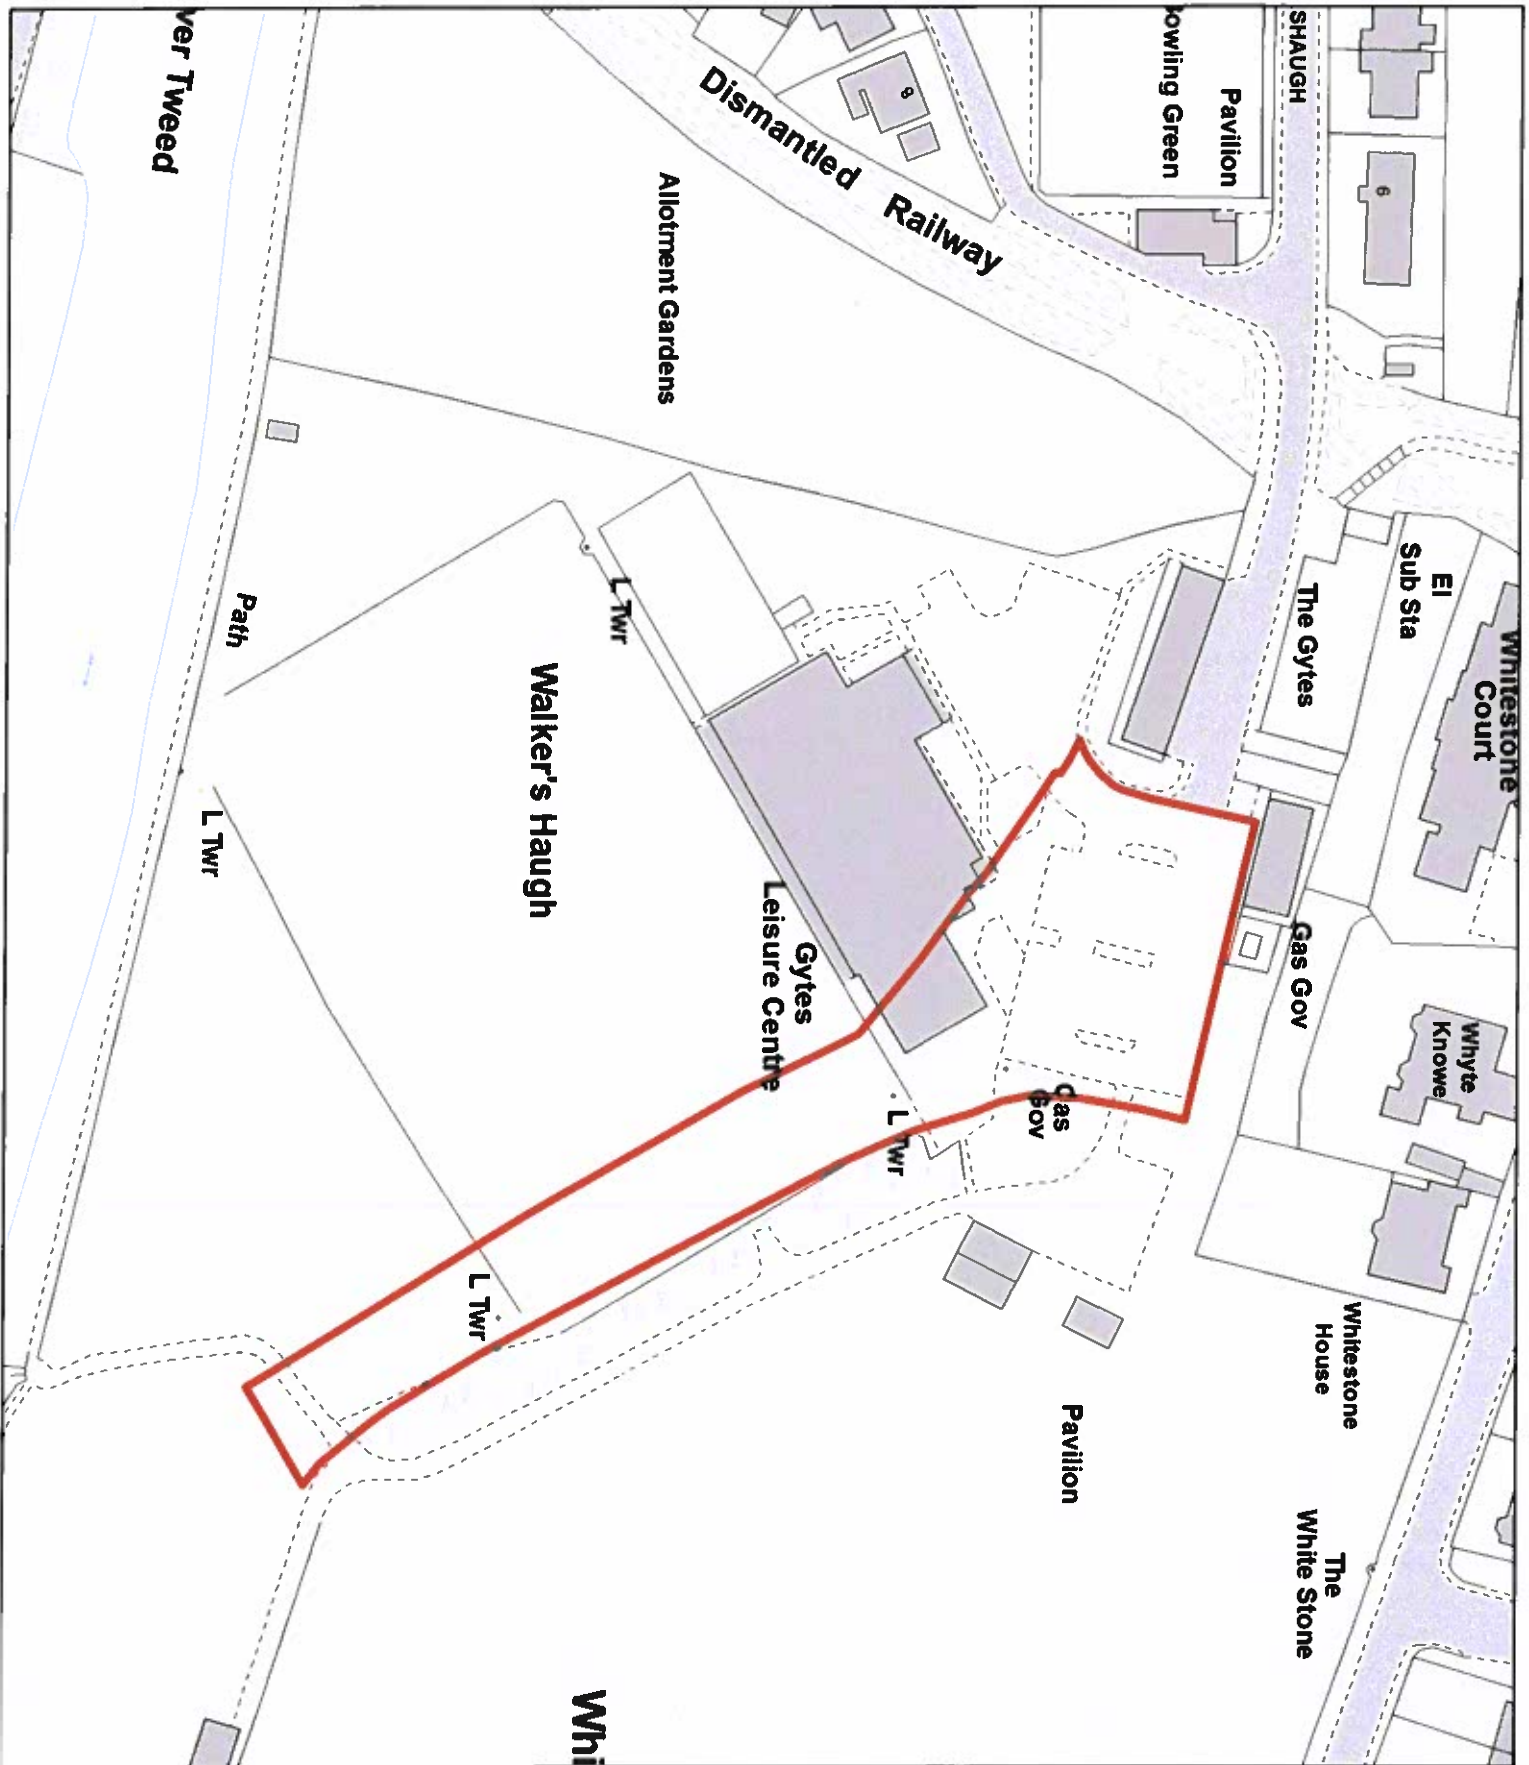 SHAUGH
Pavilion
owling Green
9
6
Dismantled Railway
Allotment Gardens
ver Tweed
El
Sub Sta
The Gytes
Whitestone
Court
Gas Gov
Whyte
Knowe
L Twr
Path
Walker's Haugh
L Twr
Gytes
Leisure Centre
Gas
Gov
L Twr
L Twr
Whitestone
House
Pavilion
The
White Stone
Whi